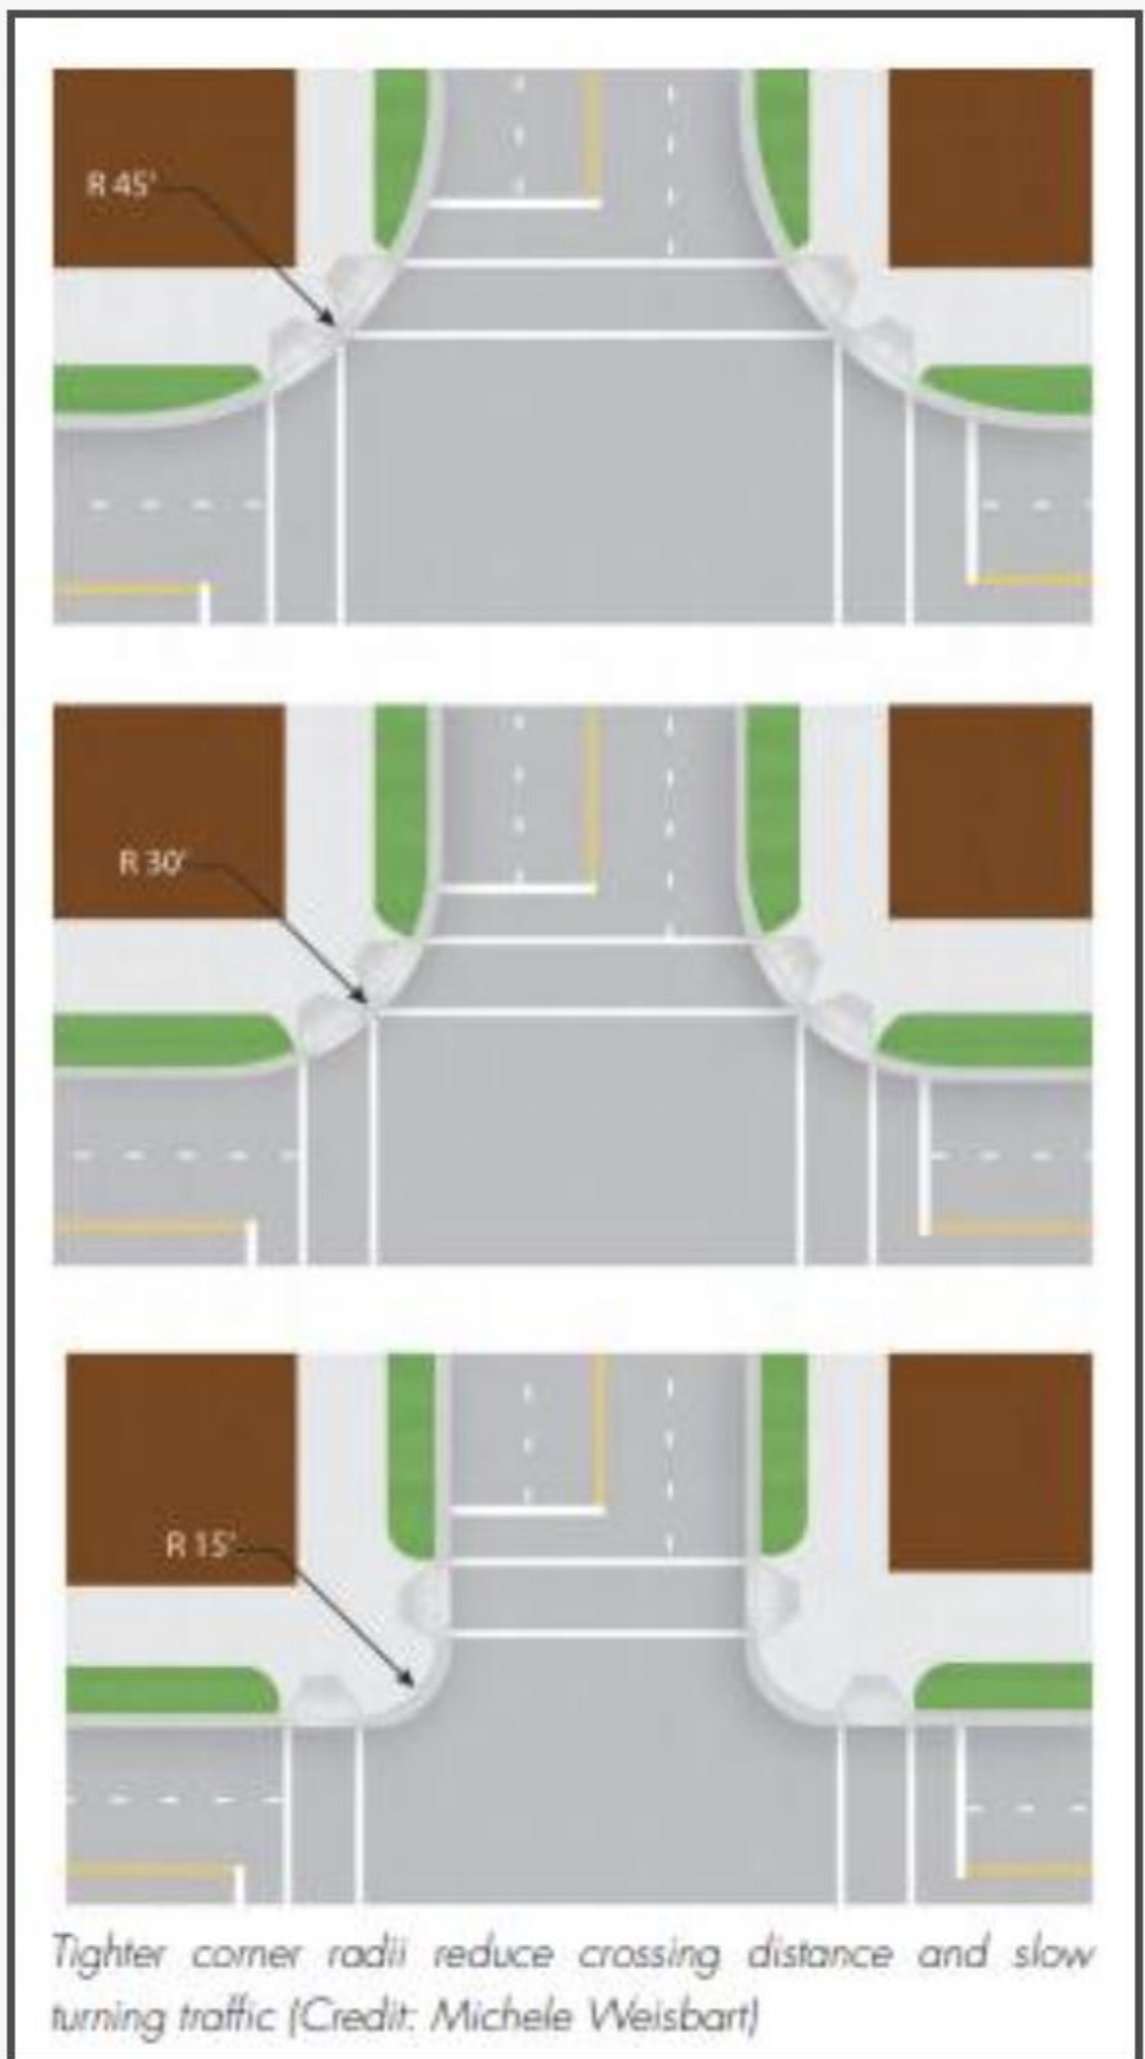 R 45'
R 30'
R 15'
Tighter corner radii reduce crossing distance and slow
turning traffic (Credit: Michele Weisbart)